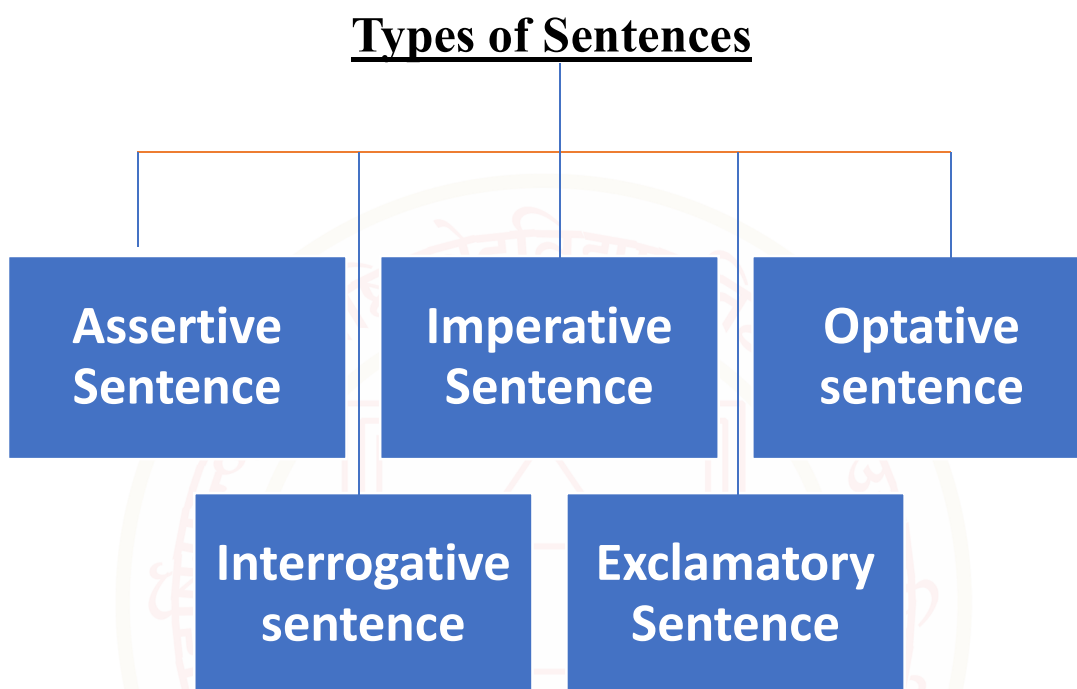 Types of Sentences
Assertive
Sentence
Imperative
Sentence
Optative
sentence
Interrogative
sentence
Exclamatory
Sentence